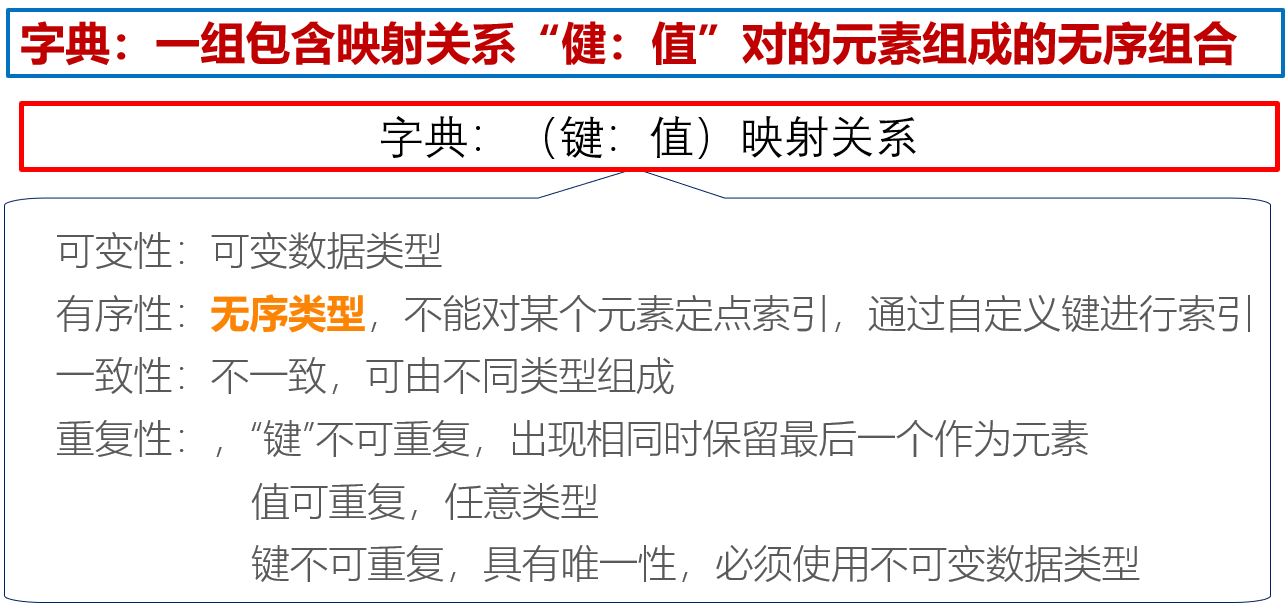 字典：一组包含映射关系“健：值”对的元素组成的无序组合
字典：（键：值）映射关系
可变性：可变数据类型
有序性：无序类型，不能对某个元素定点索引，通过自定义键进行索引
一致性：不一致，可由不同类型组成
重复性：，“键”不可重复，出现相同时保留最后一个作为元素
值可重复，任意类型
键不可重复，具有唯一性，必须使用不可变数据类型